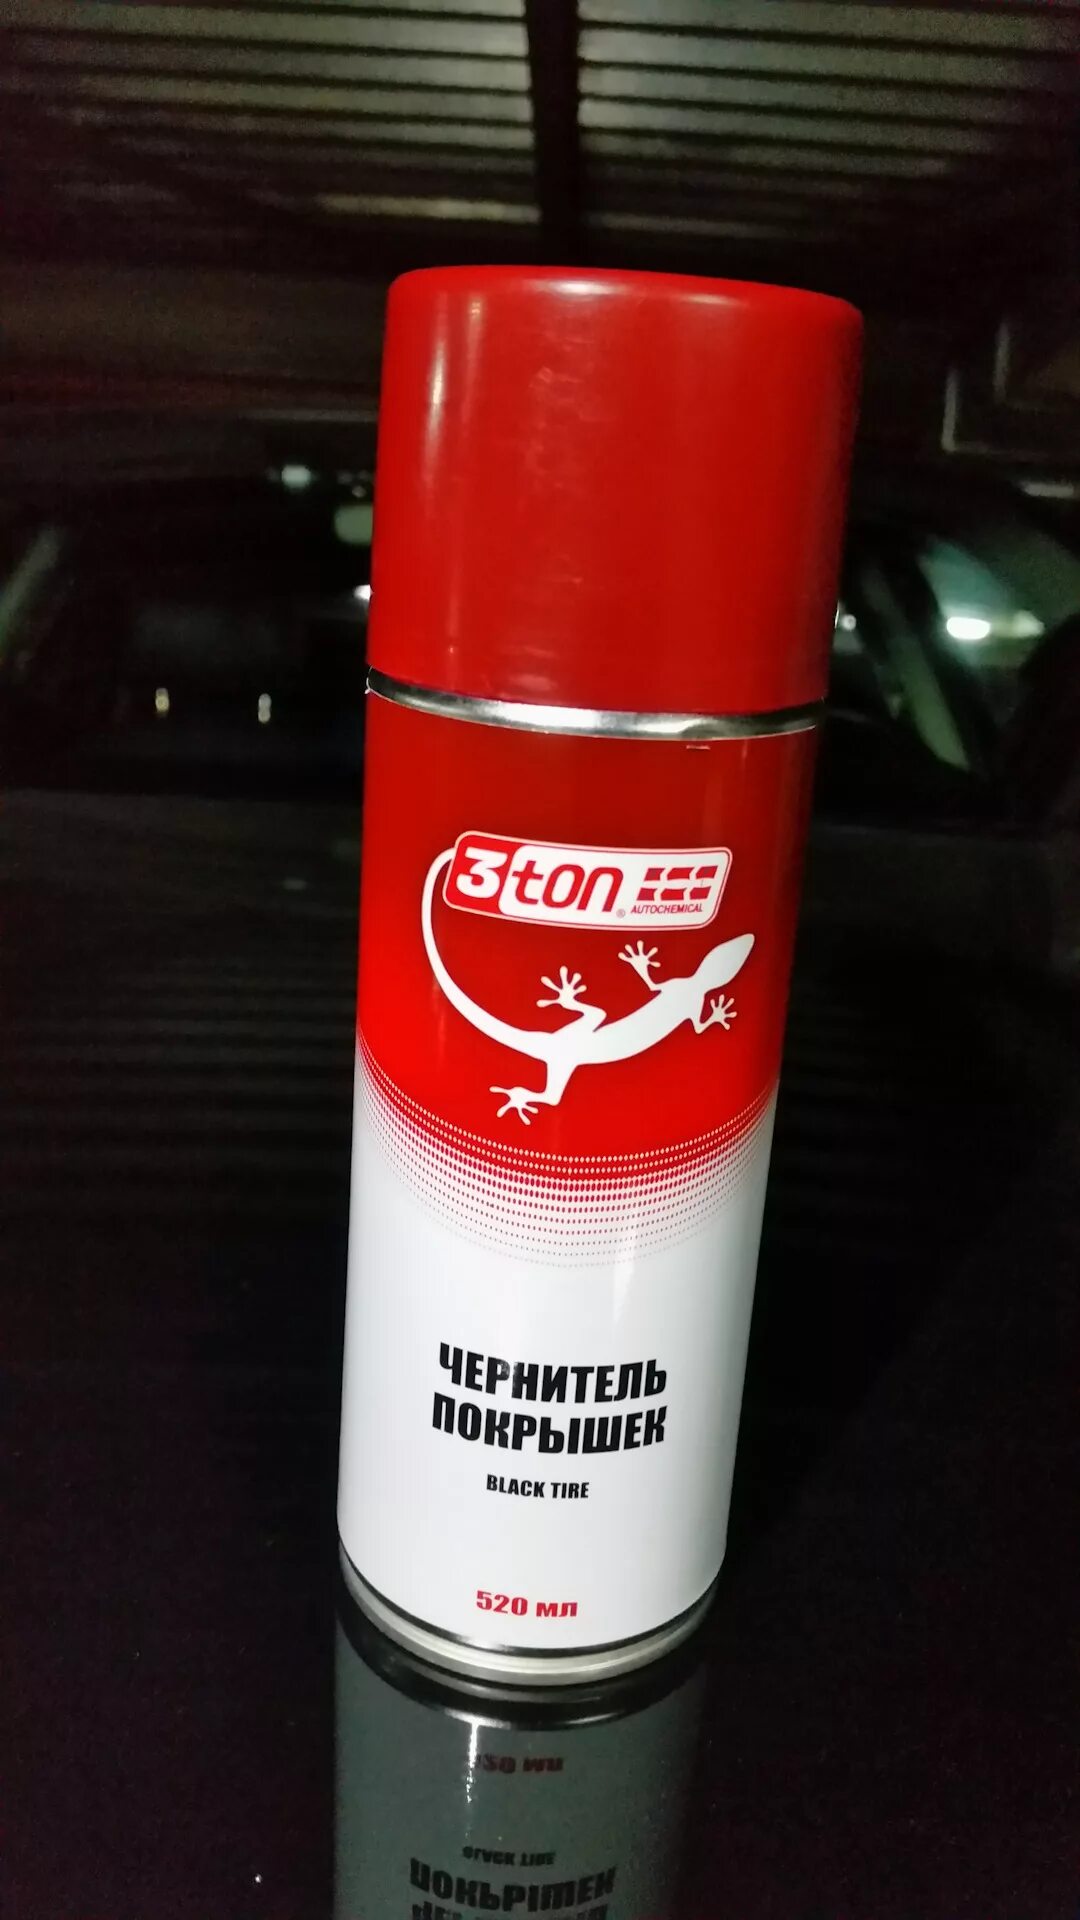 3ton®
AUTOCHEMICAL
ЧЕРНИТЕЛЬ
ПОКРЫШЕК
BLACK TIRE
520 мл